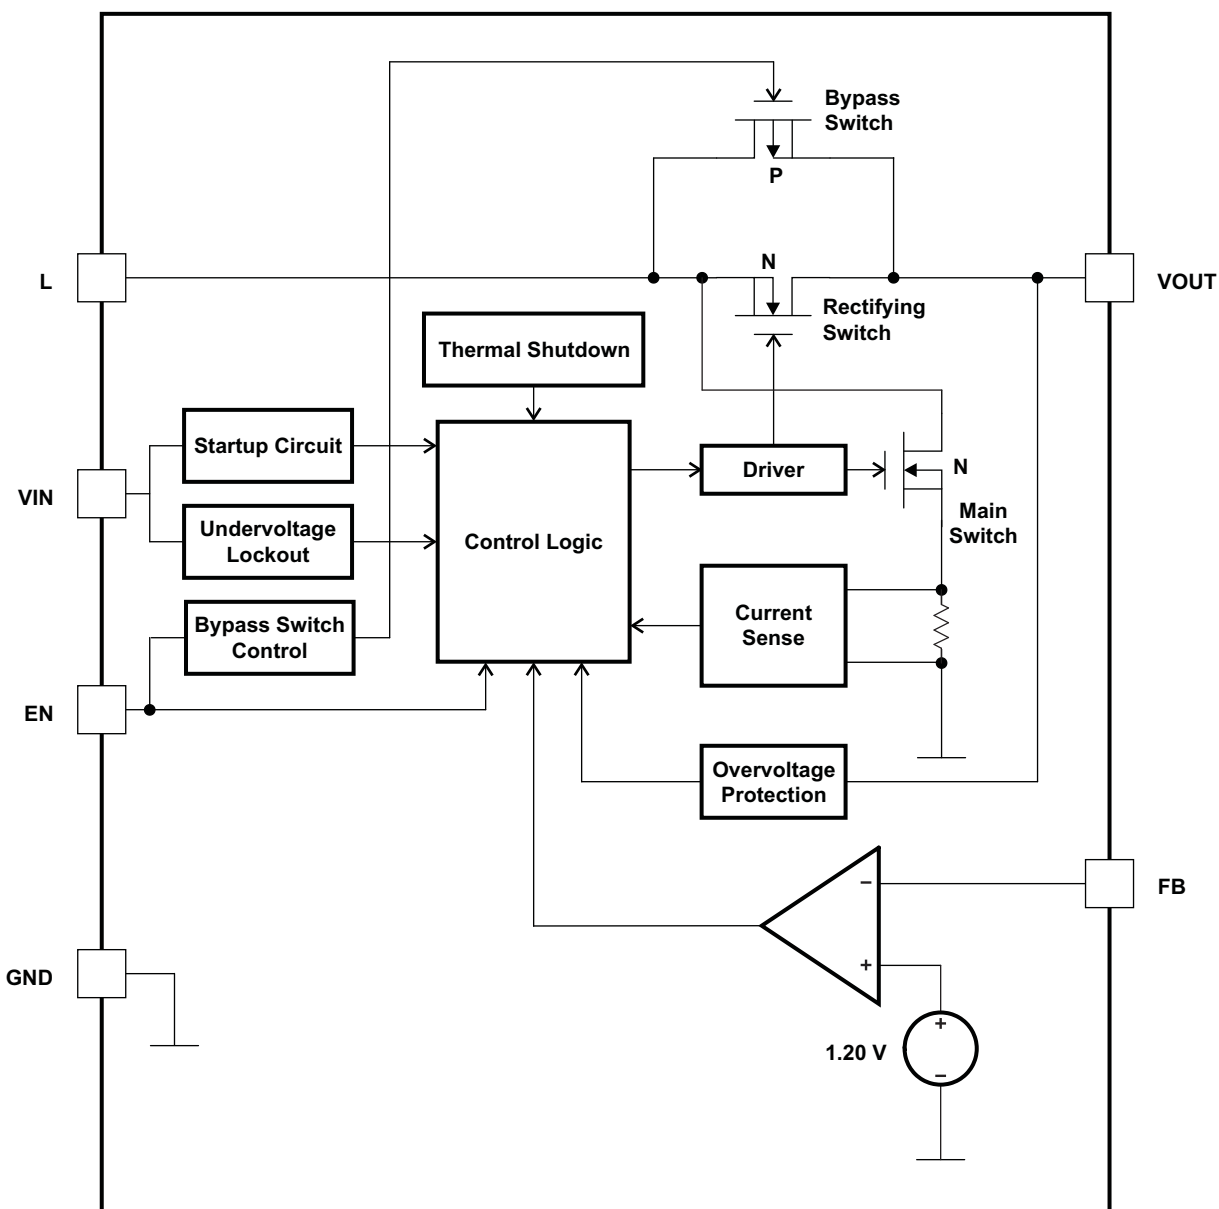 Bypass
Switch
P
L
N
VOUT
Rectifying
Switch
Thermal Shutdown
Startup Circuit
Driver
N
VIN
Main
Switch
Undervoltage
Lockout
Control Logic
Current
Sense
Bypass Switch
Control
EN
Overvoltage
Protection
−
FB
+
GND
+
1.20 V
−